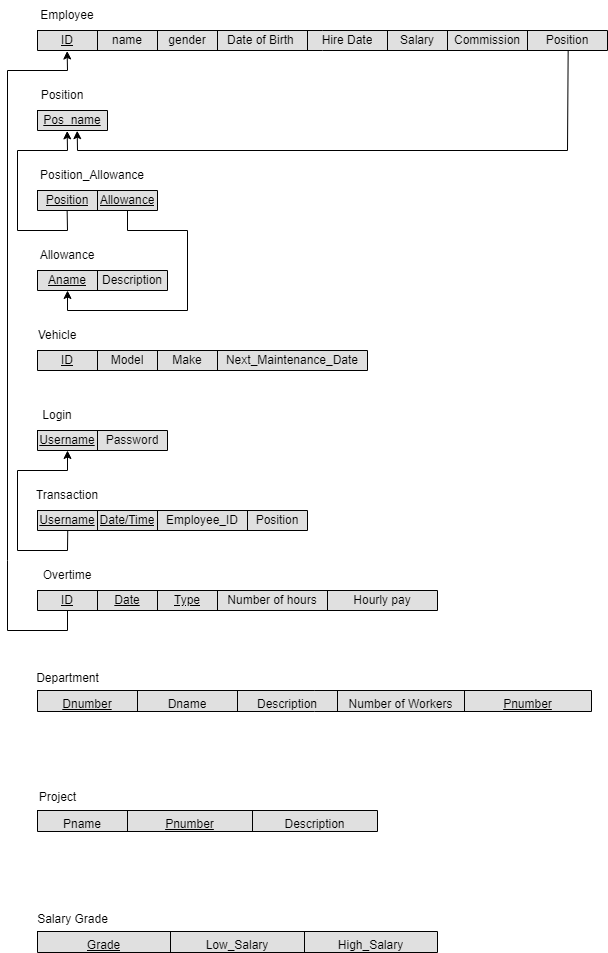 Employee
ID name gender Date of Birth Hire Date Salary Commission Position
Position
Pos_name
Position_Allowance
Position Allowance
Allowance
Aname Description
Vehicle
ID Model Make Next_Maintenance_Date
Login
Username Password
Transaction
Username Date/Time Employee_ID Position
Overtime
ID Date Type Number of hours Hourly pay
Department
Dnumber Dname Description Number of Workers Pnumber
Project
Pname Pnumber Description
Salary Grade
Grade Low_Salary High_Salary